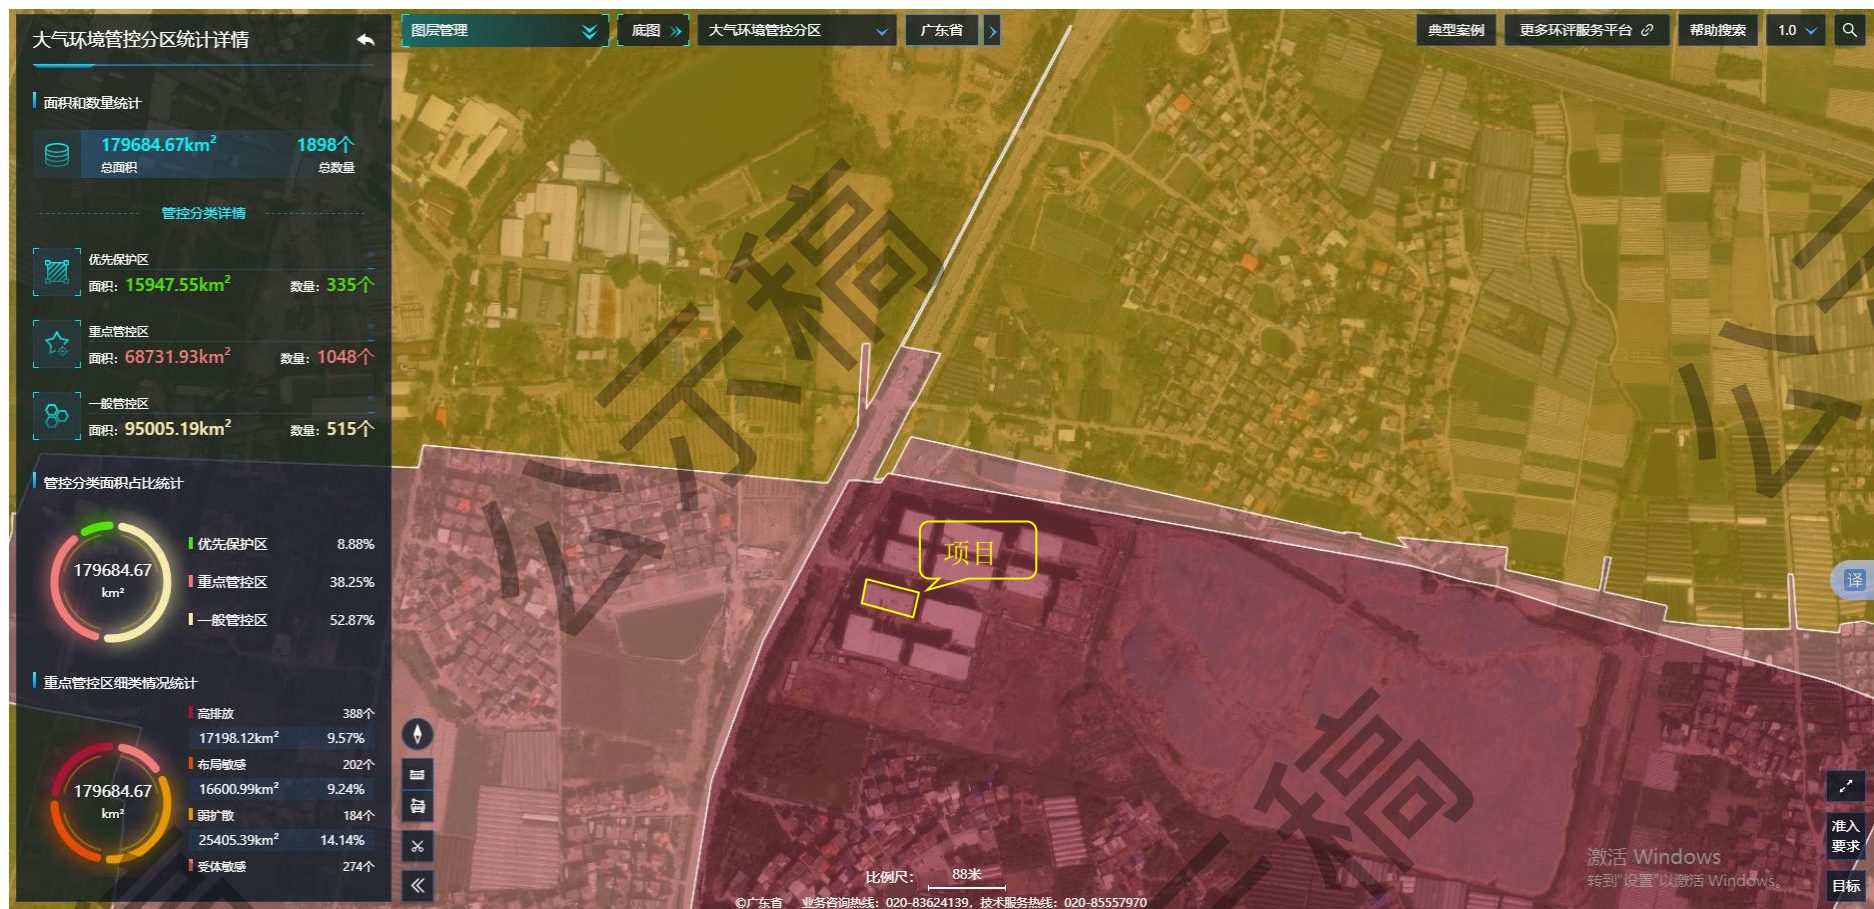 大气环境管控分区统计详情
图层管理
底图
大气环境管控分区
广东省
典型案例
更多环评服务平台
帮助搜索
1.0
面积和数量统计
179684.67km²
1898个
总面积
总数量
管控分类详情
优先保护区
面积：15947.55km²
数量：335个
重点管控区
面积：68731.93km²
数量：1048个
一般管控区
面积：95005.19km²
数量：515个
管控分类面积占比统计
179684.67
km²
优先保护区 8.88%
重点管控区 38.25%
一般管控区 52.87%
重点管控区细类情况统计
179684.67
km²
高排放 388个
17198.12km² 9.57%
布局敏感 202个
16600.99km² 9.24%
弱扩散 184个
25405.39km² 14.14%
受体敏感 274个
项目
公示稿
公示稿
译
准入
要求
目标
比例尺： 88米
©广东省 业务咨询热线：020-83624139，技术服务热线：020-85557970
激活 Windows
转到"设置"以激活 Windows。